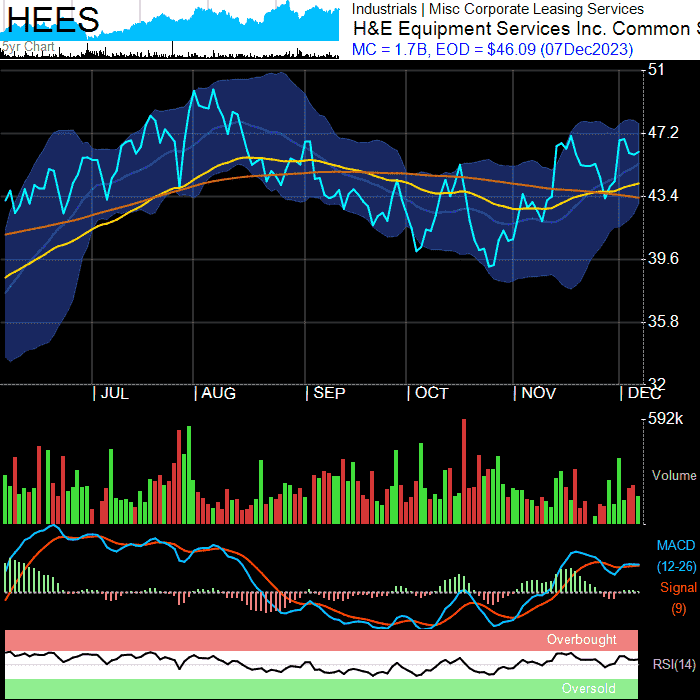 HEES
5yr Chart
Industrials | Misc Corporate Leasing Services
H&E Equipment Services Inc. Common S
MC = 1.7B, EOD = $46.09 (07Dec2023)
51
47.2
43.4
39.6
35.8
32
JUL AUG SEP OCT NOV DEC
592k
Volume
MACD
(12-26)
Signal
(9)
Overbought
RSI(14)
Oversold